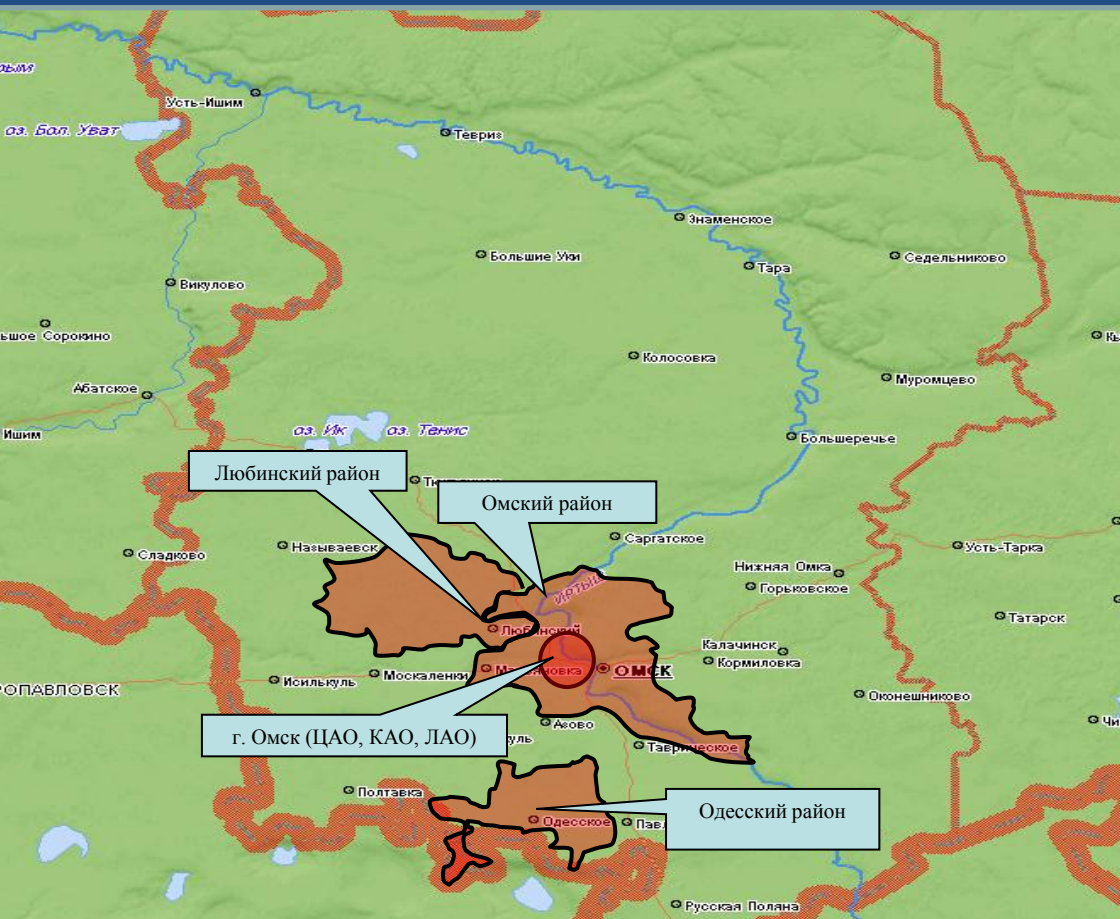 Усть-Ишим
оз. Бол. Уват
Тевриз
Знаменское
Большие Уки
Седельниково
Тара
Викулово
Сорокино
Колосовка
Абатское
Муромцево
Ишим
оз. Ик
оз. Тенис
Большеречье
Любинский район
Омский район
Саргатское
Сладково
Усть-Тарка
Нижняя Омка
Горьковское
ИРТЫШ
Татарск
Любинский
Калачинск
Кормиловка
ОМСК
Марьяновка
Москаленки
Исилькуль
Оконешниково
Азово
г. Омск (ЦАО, КАО, ЛАО)
Таврическое
Полтавка
Одесский район
Одесское
Русская Поляна